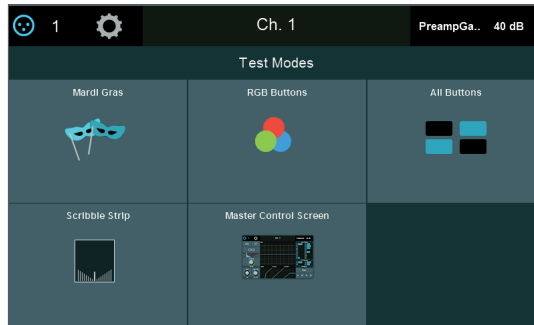 1 Ch. 1 PreampGa.. 40 dB
Test Modes
Mardi Gras RGB Buttons All Buttons
Scribble Strip Master Control Screen